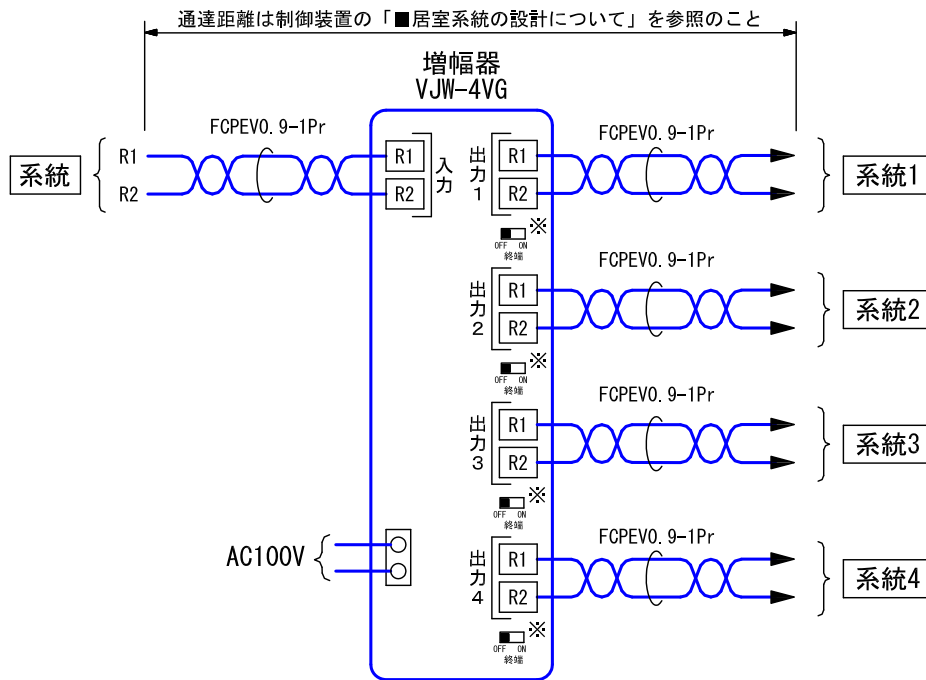 通達距離は制御装置の「■居室系統の設計について」を参照のこと
増幅器
VJW-4VG
FCPEV0.9-1Pr
系統
R1
R2
R1
R2
入力
出力1
R1
R2
FCPEV0.9-1Pr
系統1
※
OFF ON
終端
出力2
R1
R2
FCPEV0.9-1Pr
系統2
※
OFF ON
終端
出力3
R1
R2
FCPEV0.9-1Pr
系統3
※
OFF ON
終端
AC100V
出力4
R1
R2
FCPEV0.9-1Pr
系統4
※
OFF ON
終端